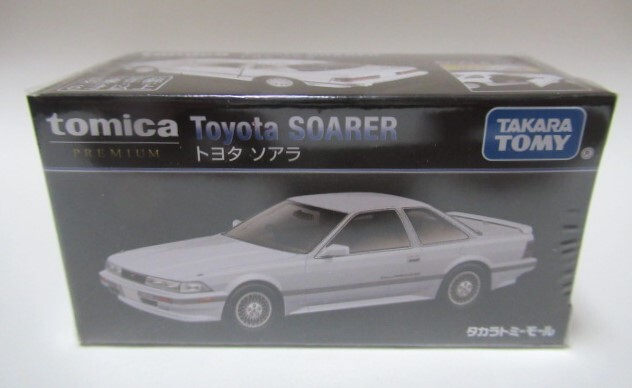 tomica
PREMIUM
Toyota SOARER
トヨタ ソアラ
TAKARA
TOMY
タカラトミーモール